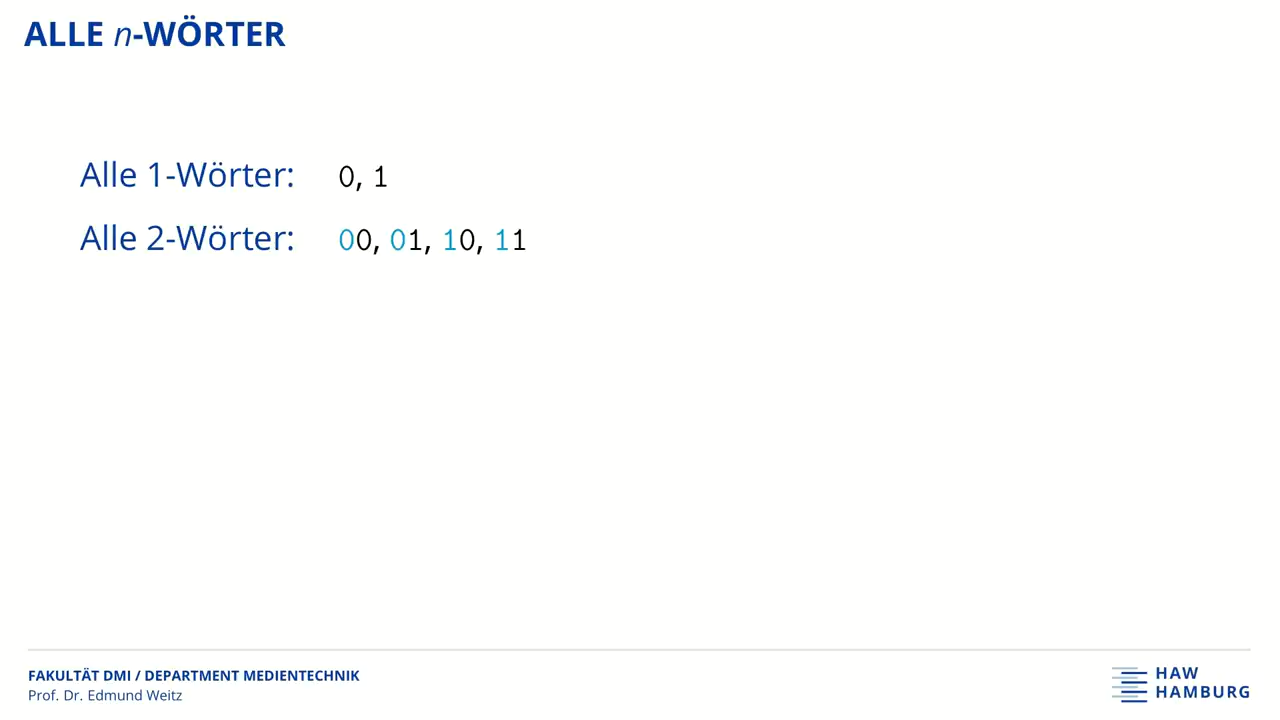 ALLE n-WÖRTER
Alle 1-Wörter: 0, 1
Alle 2-Wörter: 00, 01, 10, 11
FAKULTÄT DMI / DEPARTMENT MEDIENTECHNIK
Prof. Dr. Edmund Weitz
HAW
HAMBURG